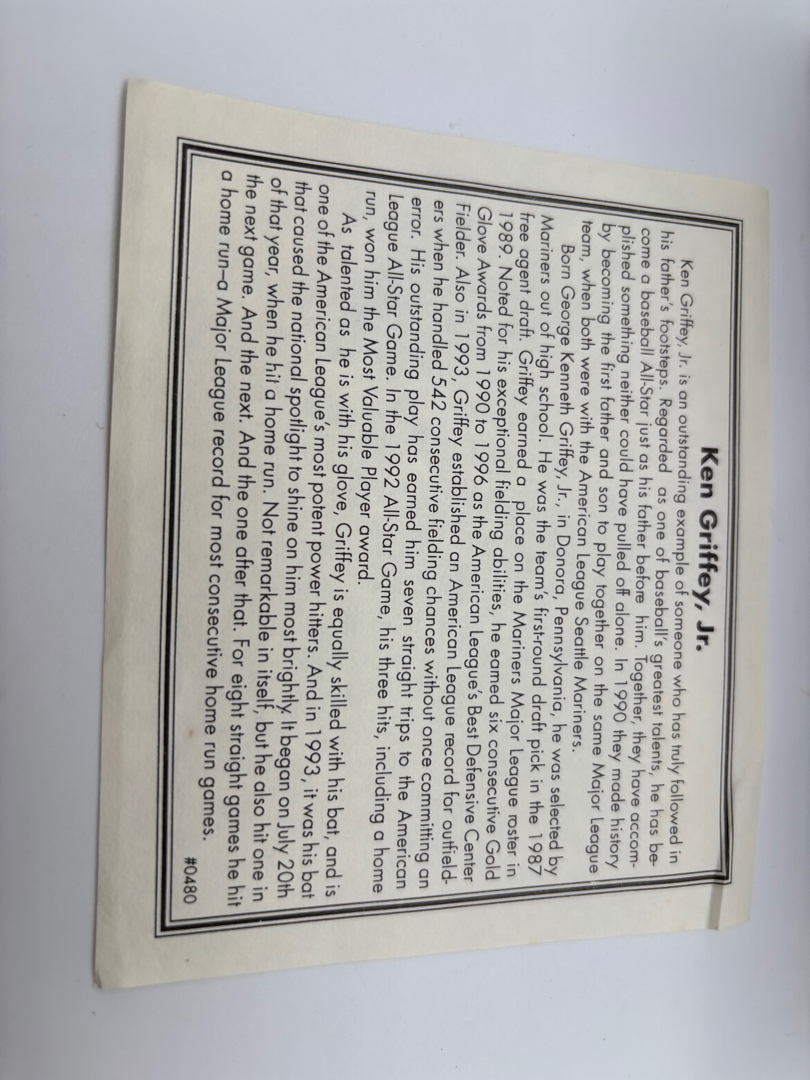 Ken Griffey, Jr.
Ken Griffey, Jr. is an outstanding example of someone who has truly followed in
his father's footsteps. Regarded as one of baseball's greatest talents, he has be-
come a baseball All-Star just as his father before him. Together, they have accom-
plished something neither could have pulled off alone. In 1990 they made history
by becoming the first father and son to play together on the same Major League
team, when both were with the American League Seattle Mariners.
Born George Kenneth Griffey, Jr., in Donora, Pennsylvania, he was selected by
Mariners out of high school. He was the team's first-round draft pick in the 1987
free agent draft. Griffey earned a place on the Mariners Major League roster in
1989. Noted for his exceptional fielding abilities, he earned six consecutive Gold
Glove Awards from 1990 to 1996 as the American League's Best Defensive Center
Fielder. Also in 1993, Griffey established an American League record for outfield-
ers when he handled 542 consecutive fielding chances without once committing an
error. His outstanding play has earned him seven straight trips to the American
League All-Star Game. In the 1992 All-Star Game, his three hits, including a home
run, won him the Most Valuable Player award.
As talented as he is with his glove, Griffey is equally skilled with his bat, and is
one of the American League's most potent power hitters. And in 1993, it was his bat
that caused the national spotlight to shine on him most brightly. It began on July 20th
of that year, when he hit a home run. Not remarkable in itself, but he also hit one in
the next game. And the next. And the one after that. For eight straight games he hit
a home run–a Major League record for most consecutive home run games.
#0480